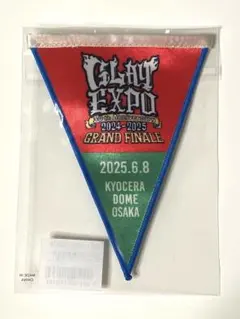 GLAY
EXPO
2024-2025
GRAND FINALE
2025.6.8
KYOCERA
DOME
OSAKA